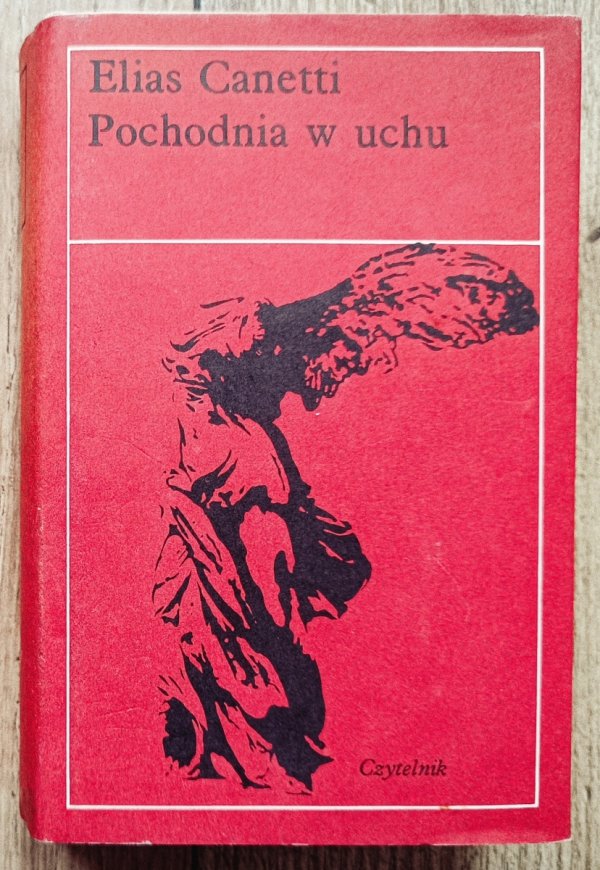 Elias Canetti
Pochodnia w uchu
Czytelnik